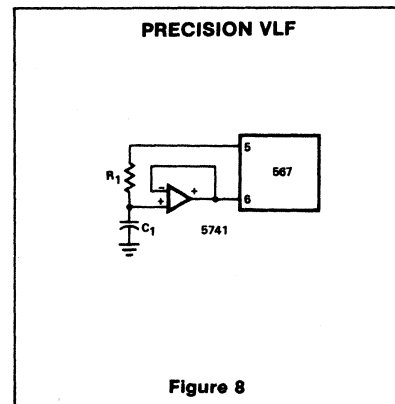 PRECISION VLF
5
R1
567
-
+
+
6
C1
5741
Figure 8